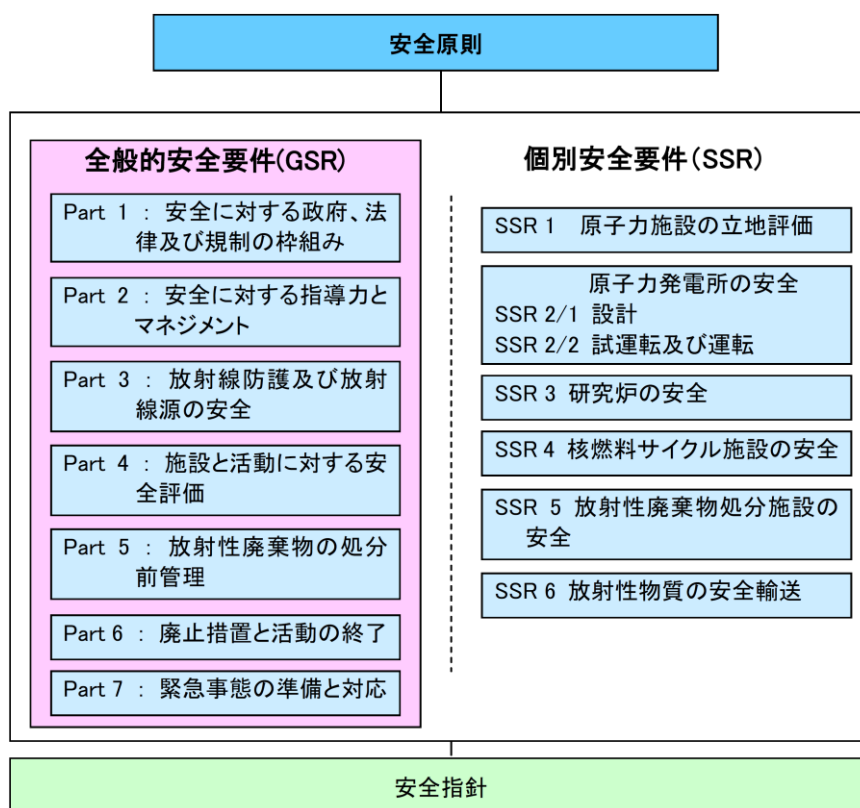 安全原則
全般的安全要件(GSR)
Part 1 : 安全に対する政府、法
律及び規制の枠組み
Part 2 : 安全に対する指導力と
マネジメント
Part 3 : 放射線防護及び放射
線源の安全
Part 4 : 施設と活動に対する安
全評価
Part 5 : 放射性廃棄物の処分
前管理
Part 6 : 廃止措置と活動の終了
Part 7 : 緊急事態の準備と対応
個別安全要件(SSR)
SSR 1 原子力施設の立地評価
原子力発電所の安全
SSR 2/1 設計
SSR 2/2 試運転及び運転
SSR 3 研究炉の安全
SSR 4 核燃料サイクル施設の安全
SSR 5 放射性廃棄物処分施設の
安全
SSR 6 放射性物質の安全輸送
安全指針